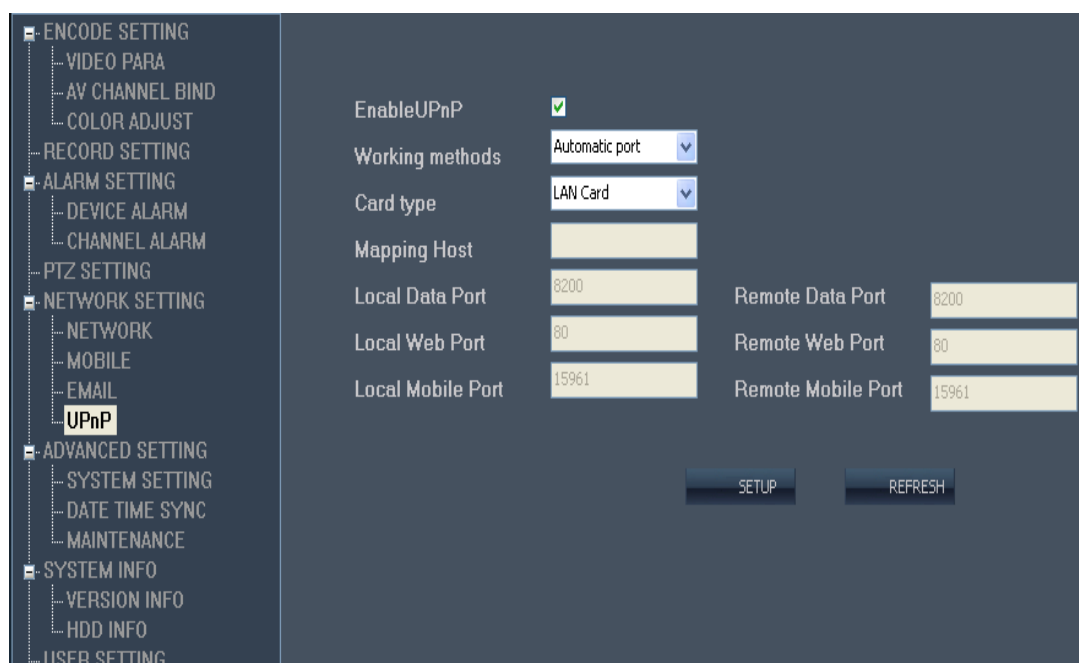 ENCODE SETTING
VIDEO PARA
AV CHANNEL BIND
COLOR ADJUST
RECORD SETTING
ALARM SETTING
DEVICE ALARM
CHANNEL ALARM
PTZ SETTING
NETWORK SETTING
NETWORK
MOBILE
EMAIL
UPnP
ADVANCED SETTING
SYSTEM SETTING
DATE TIME SYNC
MAINTENANCE
SYSTEM INFO
VERSION INFO
HDD INFO
USER SETTING
EnableUPnP
Working methods Automatic port
Card type LAN Card
Mapping Host
Local Data Port 8200 Remote Data Port 8200
Local Web Port 80 Remote Web Port 80
Local Mobile Port 15961 Remote Mobile Port 15961
SETUP REFRESH